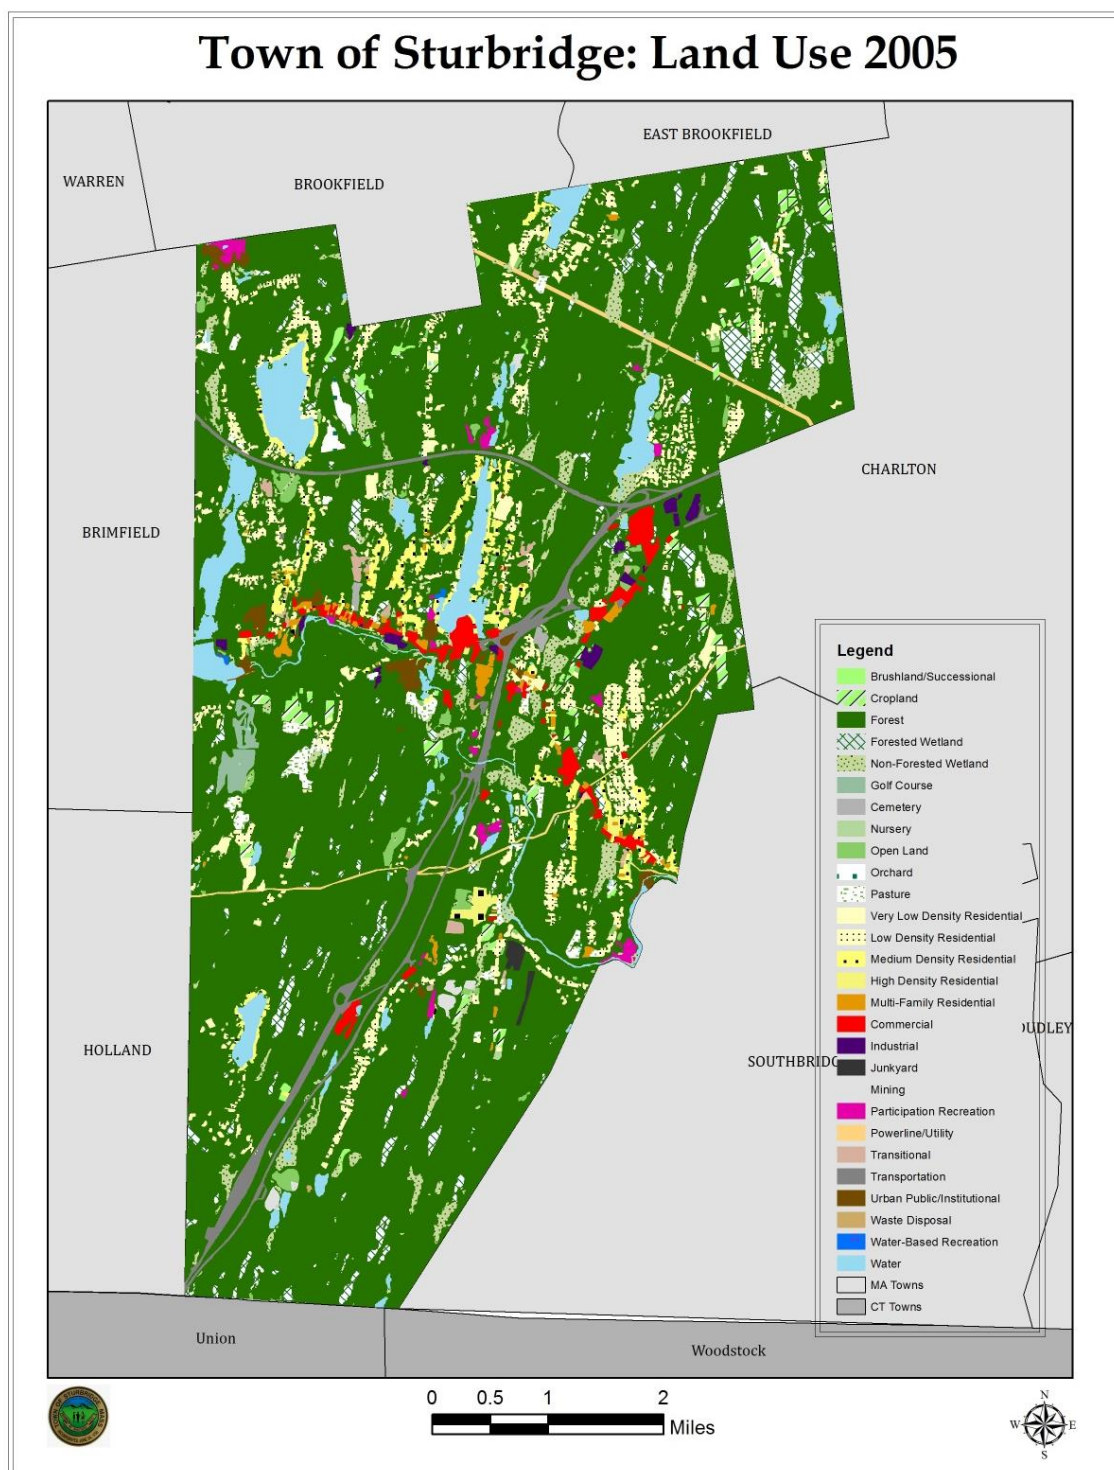 Town of Sturbridge: Land Use 2005
EAST BROOKFIELD
WARREN
BROOKFIELD
CHARLTON
BRIMFIELD
HOLLAND
SOUTHBRIDG
DUDLEY
Legend
Brushland/Successional
Cropland
Forest
Forested Wetland
Non-Forested Wetland
Golf Course
Cemetery
Nursery
Open Land
Orchard
Pasture
Very Low Density Residential
Low Density Residential
Medium Density Residential
High Density Residential
Multi-Family Residential
Commercial
Industrial
Junkyard
Mining
Participation Recreation
Powerline/Utility
Transitional
Transportation
Urban Public/Institutional
Waste Disposal
Water-Based Recreation
Water
MA Towns
CT Towns
Union
Woodstock
0 0.5 1 2
Miles
N
W E
S